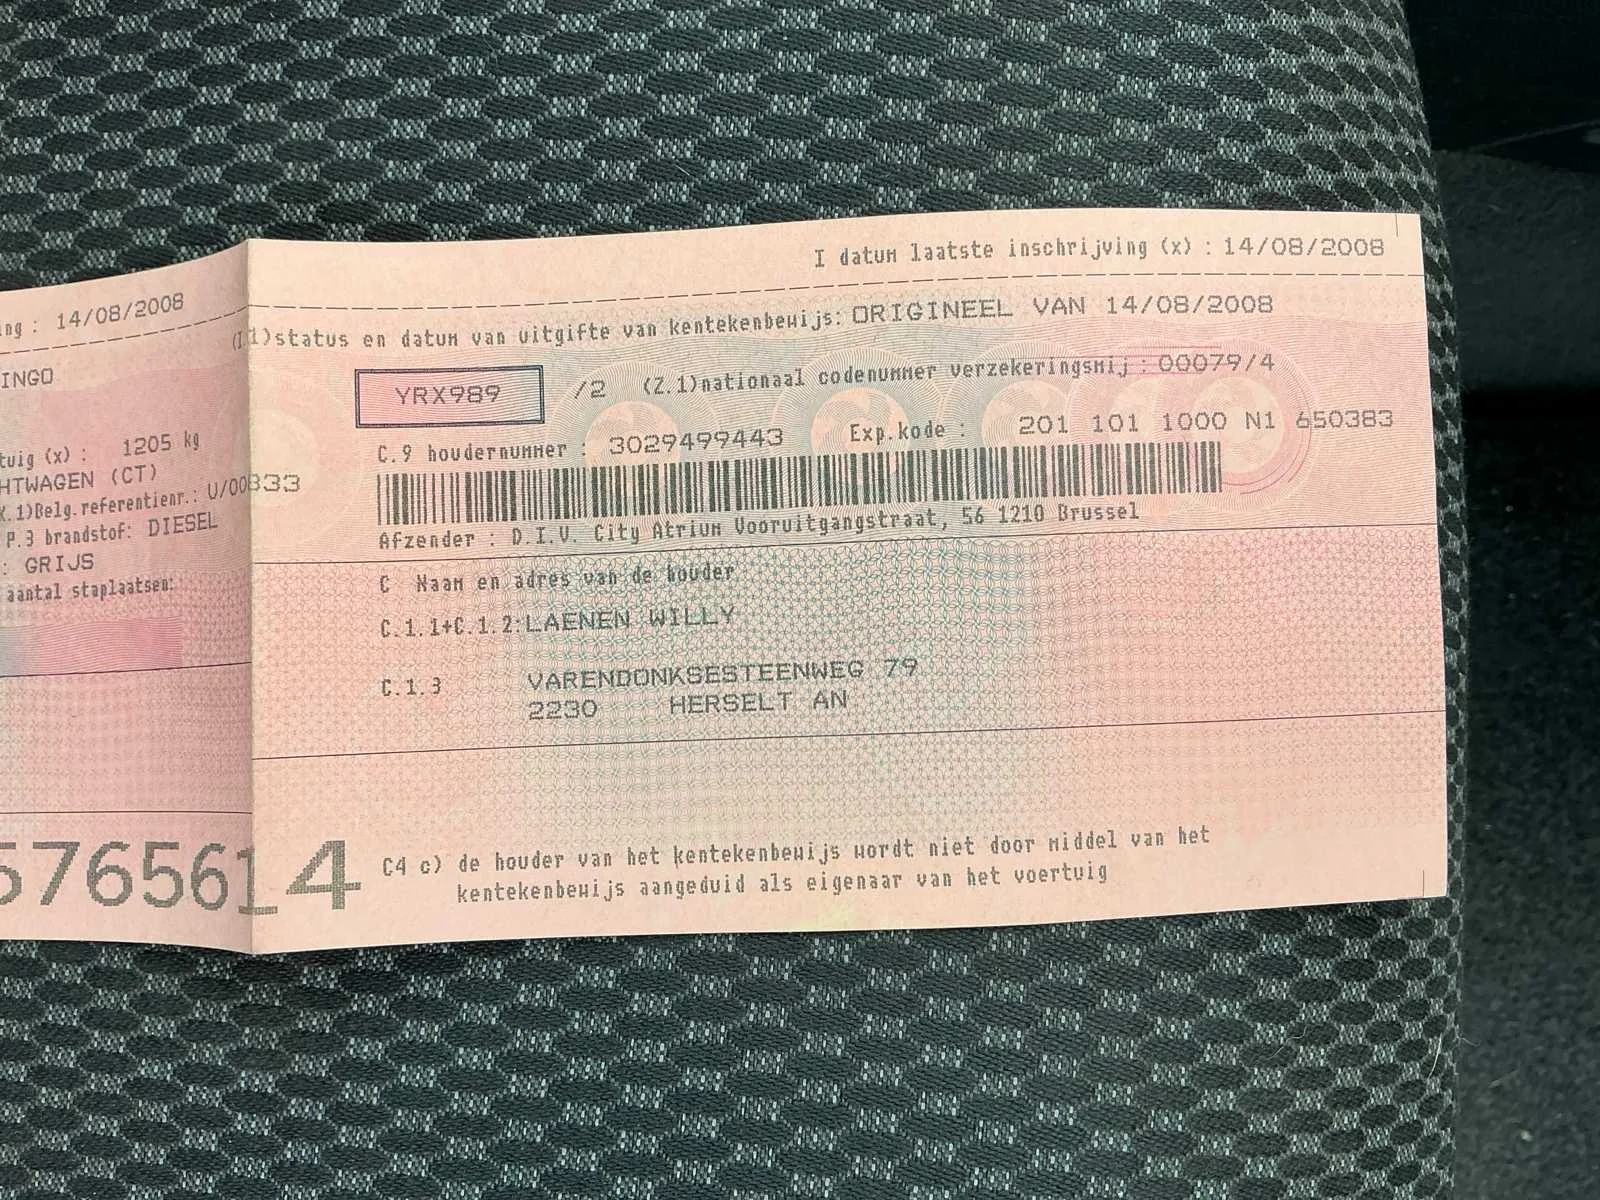 ng : 14/08/2008
INGO
tuig (x) : 1205 kg
HTWAGEN (CT)
K.1)Belg.referentienr.: U/00833
P.3 brandstof: DIESEL
: GRIJS
aantal staplaatsen:
5765614
I datum laatste inschrijving (x) : 14/08/2008
(I.1)status en datum van uitgifte van kentekenbewijs: ORIGINEEL VAN 14/08/2008
YRX989 /2 (Z.1)nationaal codenummer verzekeringsmij : 00079/4
C.9 houdernummer : 3029499443 Exp.kode : 201 101 1000 N1 650383
Afzender : D.I.V. City Atrium Vooruitgangstraat, 56 1210 Brussel
C Naam en adres van de houder
C.1.1+C.1.2:LAENEN WILLY
C.1.3 VARENDONKSESTEENWEG 79
2230 HERSELT AN
C4 c) de houder van het kentekenbewijs wordt niet door middel van het
kentekenbewijs aangeduid als eigenaar van het voertuig